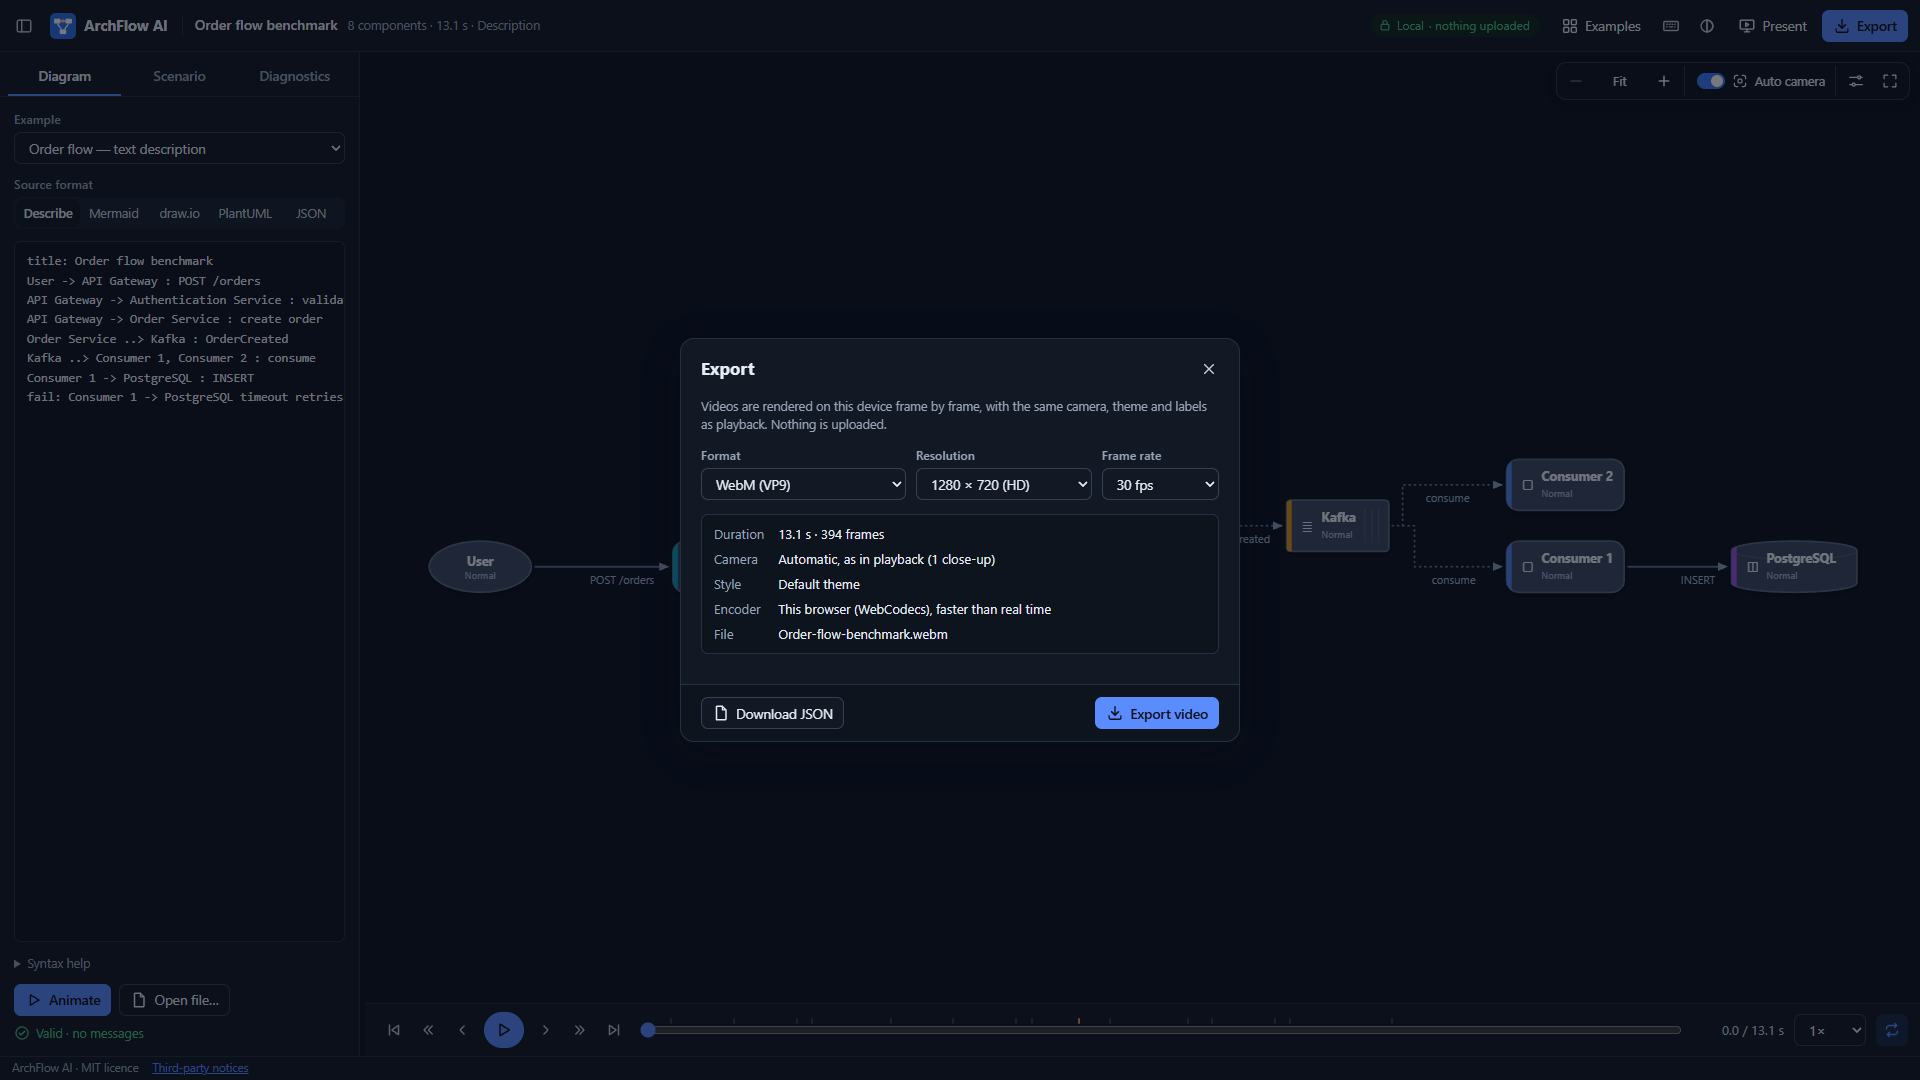 ArchFlow AI
Order flow benchmark
8 components · 13.1 s · Description
Local · nothing uploaded
Examples
Present
Export
Diagram
Scenario
Diagnostics
Fit
Auto camera
Example
Order flow — text description
Source format
Describe
Mermaid
draw.io
PlantUML
JSON
title: Order flow benchmark
User -> API Gateway : POST /orders
API Gateway -> Authentication Service : valida
API Gateway -> Order Service : create order
Order Service ..> Kafka : OrderCreated
Kafka ..> Consumer 1, Consumer 2 : consume
Consumer 1 -> PostgreSQL : INSERT
fail: Consumer 1 -> PostgreSQL timeout retries
Export
Videos are rendered on this device frame by frame, with the same camera, theme and labels
as playback. Nothing is uploaded.
Format
Resolution
Frame rate
WebM (VP9)
1280 × 720 (HD)
30 fps
Duration 13.1 s · 394 frames
Camera Automatic, as in playback (1 close-up)
Style Default theme
Encoder This browser (WebCodecs), faster than real time
File Order-flow-benchmark.webm
Download JSON
Export video
User
Normal
POST /orders
reated
Kafka
Normal
consume
consume
Consumer 2
Normal
Consumer 1
Normal
INSERT
PostgreSQL
Normal
Syntax help
Animate
Open file...
Valid · no messages
0.0 / 13.1 s
1×
ArchFlow AI · MIT licence
Third-party notices